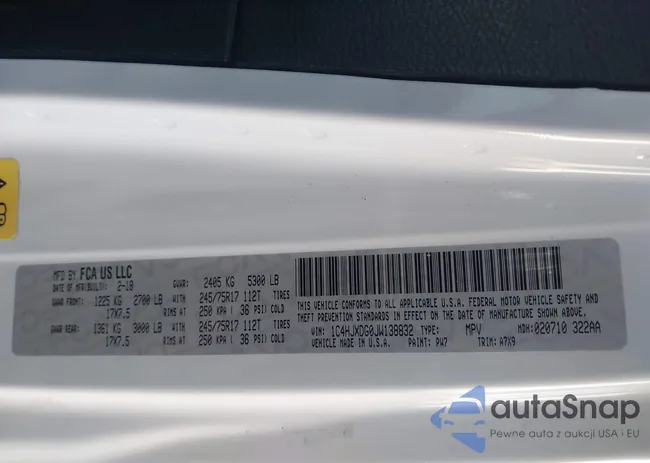 MFD BY FCA US LLC
DATE OF MFR(BUILT): 2-18 GVWR: 2405 KG 5300 LB
GAWR FRONT: 1225 KG 2700 LB WITH 245/75R17 112T TIRES
17X7.5 RIMS AT 250 KPA ( 36 PSI) COLD
GAWR REAR: 1361 KG 3000 LB WITH 245/75R17 112T TIRES
17X7.5 RIMS AT 250 KPA ( 36 PSI) COLD
THIS VEHICLE CONFORMS TO ALL APPLICABLE U.S.A. FEDERAL MOTOR VEHICLE SAFETY AND
THEFT PREVENTION STANDARDS IN EFFECT ON THE DATE OF MANUFACTURE SHOWN ABOVE.
VIN: 1C4HJXDG0JW138832 TYPE: MPV MDH:020710 322AA
VEHICLE MADE IN U.S.A. PAINT: PW7 TRIM: A7X9
autoSnap
Pewne auta z aukcji USA i EU